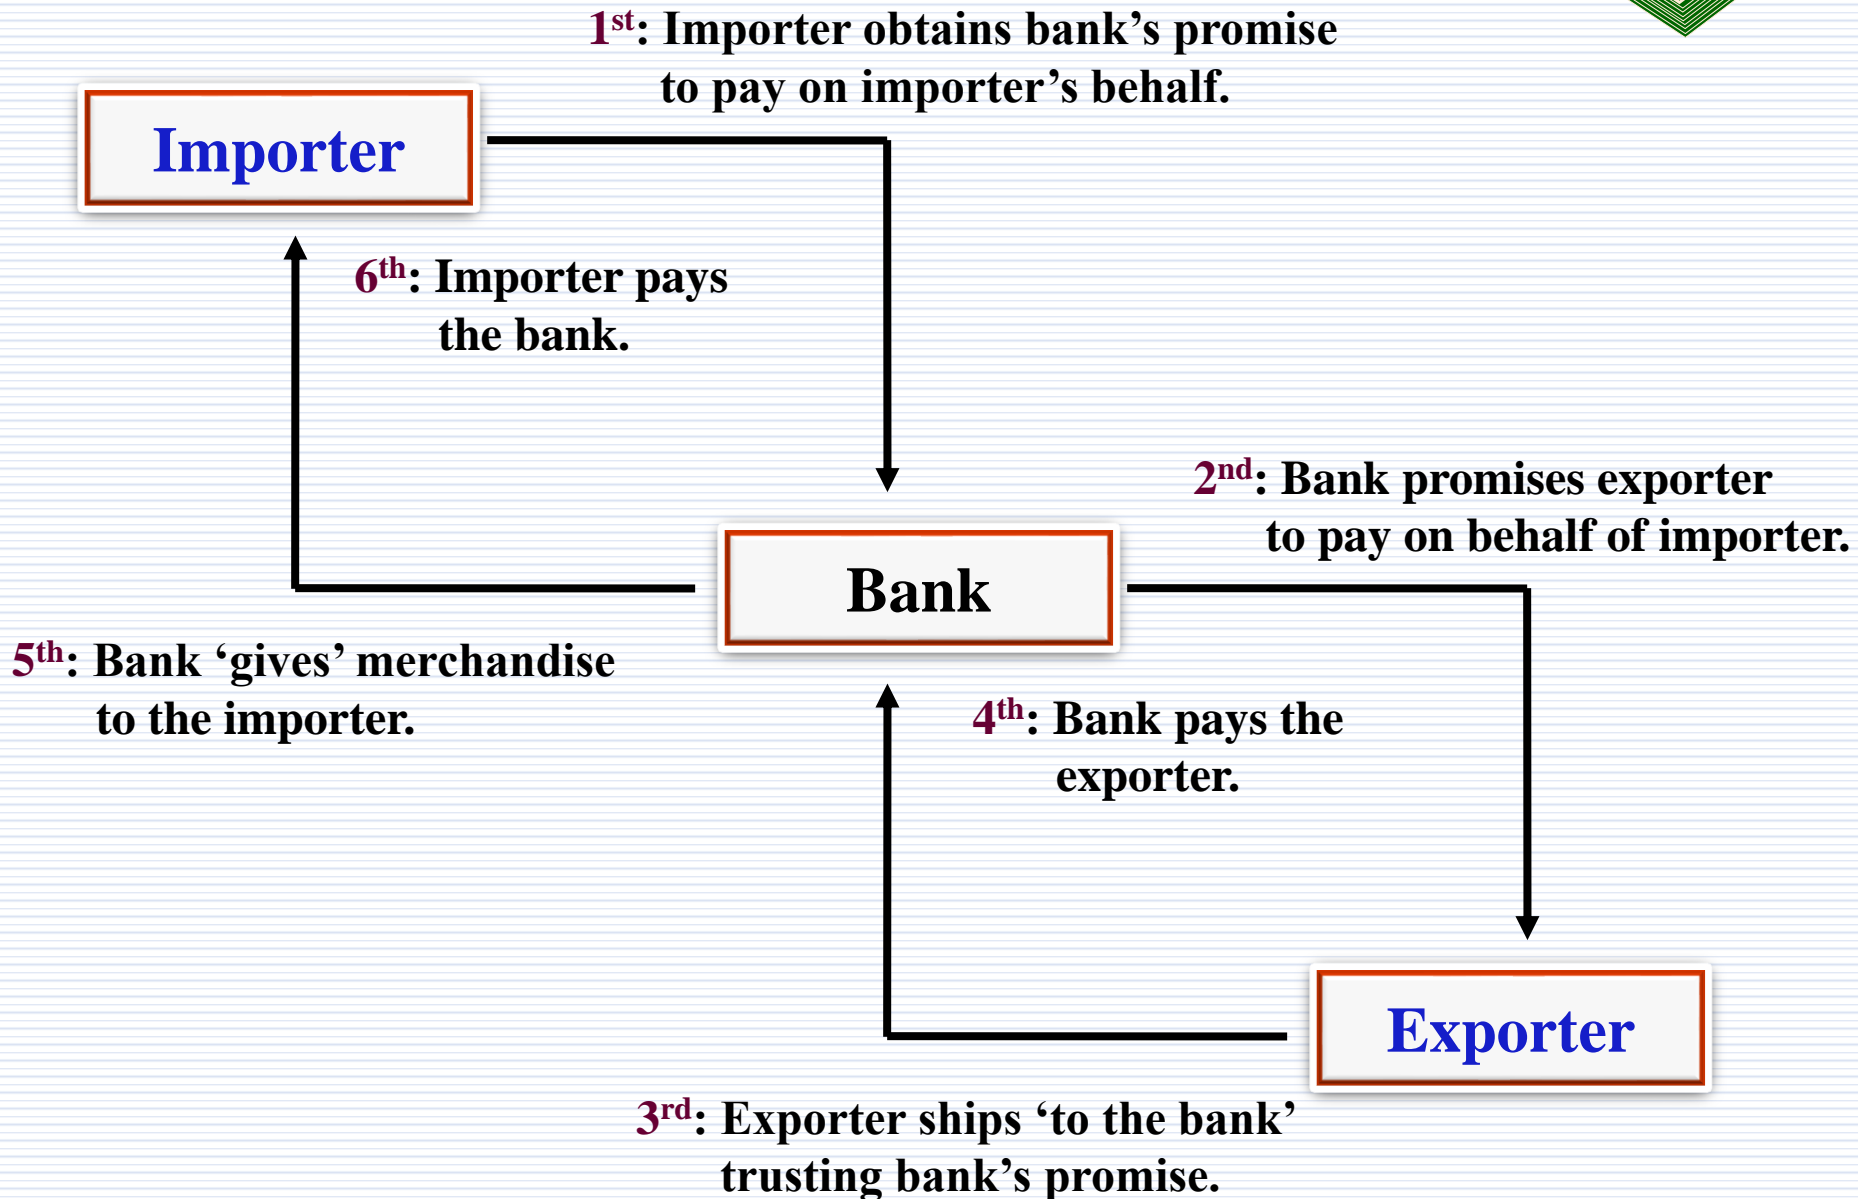 1st: Importer obtains bank’s promise
to pay on importer’s behalf.
Importer
6th: Importer pays
the bank.
2nd: Bank promises exporter
to pay on behalf of importer.
Bank
5th: Bank ‘gives’ merchandise
to the importer.
4th: Bank pays the
exporter.
Exporter
3rd: Exporter ships ‘to the bank’
trusting bank’s promise.